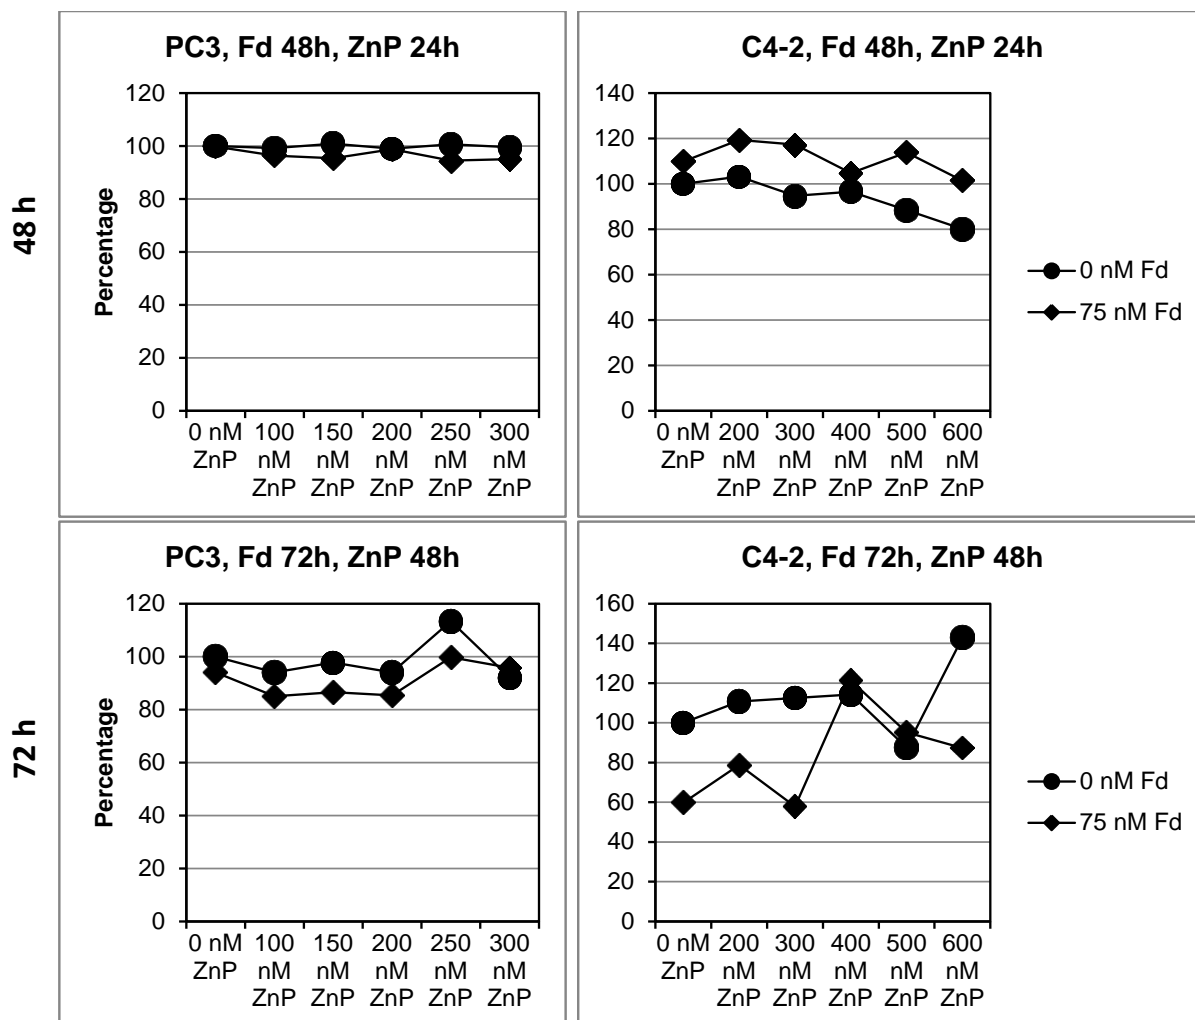 48 h
PC3, Fd 48h, ZnP 24h
Percentage
120
100
80
60
40
20
0
0 nM 100 150 200 250 300
ZnP nM nM nM nM nM
ZnP ZnP ZnP ZnP ZnP
C4-2, Fd 48h, ZnP 24h
140
120
100
80
60
40
20
0
0 nM 200 300 400 500 600
ZnP nM nM nM nM nM
ZnP ZnP ZnP ZnP ZnP
0 nM Fd
75 nM Fd
72 h
PC3, Fd 72h, ZnP 48h
Percentage
120
100
80
60
40
20
0
0 nM 100 150 200 250 300
ZnP nM nM nM nM nM
ZnP ZnP ZnP ZnP ZnP
C4-2, Fd 72h, ZnP 48h
160
140
120
100
80
60
40
20
0
0 nM 200 300 400 500 600
ZnP nM nM nM nM nM
ZnP ZnP ZnP ZnP ZnP
0 nM Fd
75 nM Fd